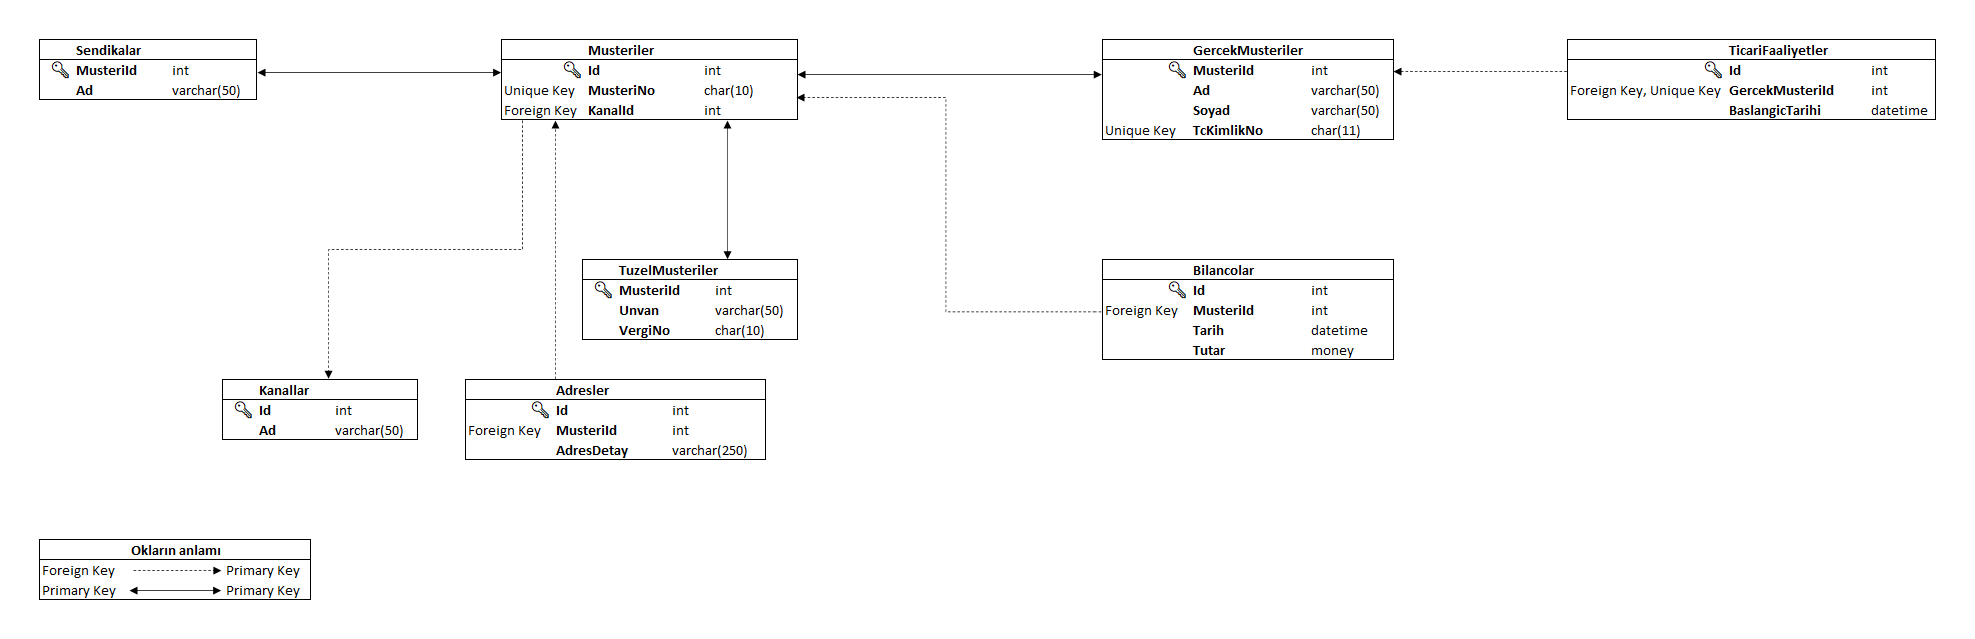 Sendikalar
MusteriId int
Ad varchar(50)
Musteriler
Id int
Unique Key MusteriNo char(10)
Foreign Key KanalId int
GercekMusteriler
MusteriId int
Ad varchar(50)
Soyad varchar(50)
Unique Key TcKimlikNo char(11)
TicariFaaliyetler
Id int
Foreign Key, Unique Key GercekMusteriId int
BaslangicTarihi datetime
TuzelMusteriler
MusteriId int
Unvan varchar(50)
VergiNo char(10)
Bilancolar
Id int
Foreign Key MusteriId int
Tarih datetime
Tutar money
Kanallar
Id int
Ad varchar(50)
Adresler
Id int
Foreign Key MusteriId int
AdresDetay varchar(250)
Okların anlamı
Foreign Key Primary Key
Primary Key Primary Key